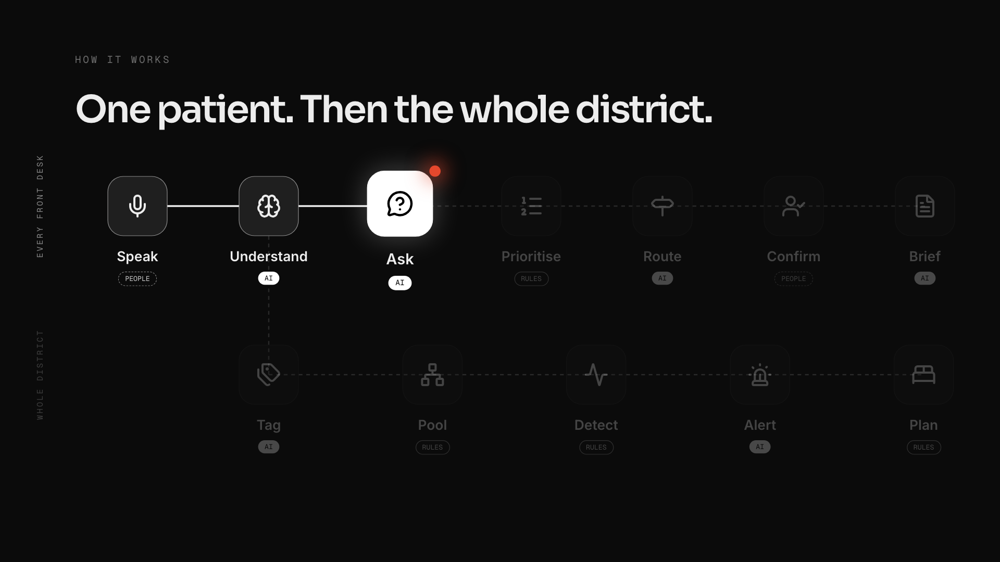 HOW IT WORKS
One patient. Then the whole district.
EVERY FRONT DESK
Speak
PEOPLE
Understand
AI
Ask
AI
Prioritise
RULES
Route
AI
Confirm
PEOPLE
Brief
AI
WHOLE DISTRICT
Tag
AI
Pool
RULES
Detect
RULES
Alert
AI
Plan
RULES